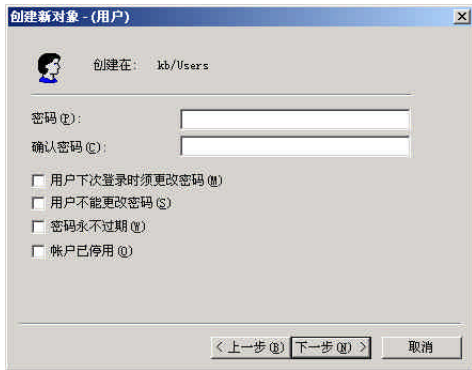 创建新对象 - (用户)
创建在: kb/Users
密码(P):
确认密码(C):
用户下次登录时须更改密码(M)
用户不能更改密码(S)
密码永不过期(W)
帐户已停用(O)
< 上一步(B) 下一步(N) > 取消